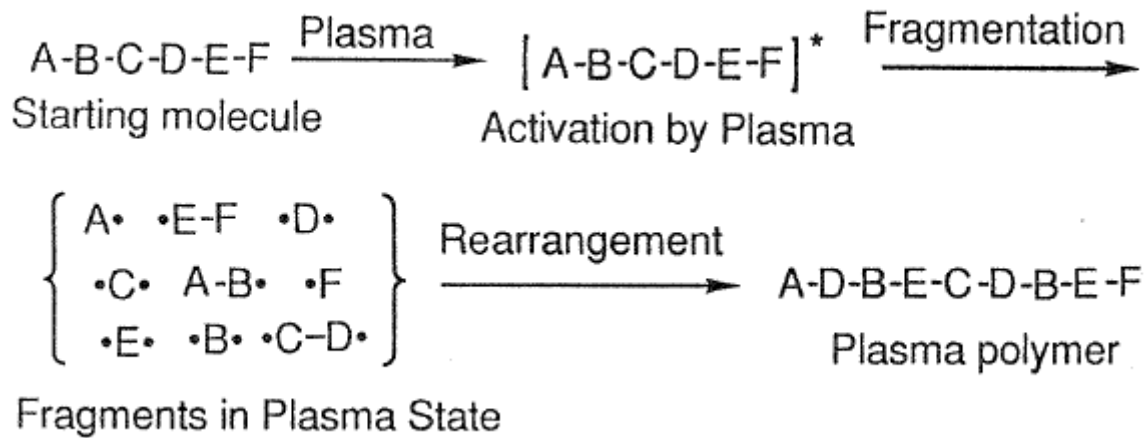 A-B-C-D-E-F Plasma [A-B-C-D-E-F]* Fragmentation
Starting molecule Activation by Plasma
A• •E-F •D•
•C• A-B• •F Rearrangement A-D-B-E-C-D-B-E-F
•E• •B• •C-D• Plasma polymer
Fragments in Plasma State